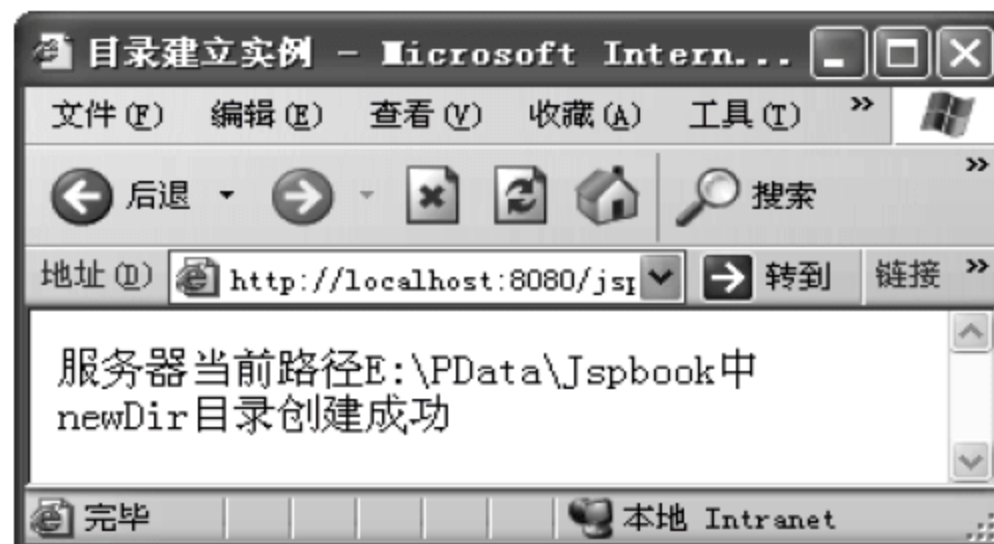 目录建立实例 - Microsoft Intern...
文件(F) 编辑(E) 查看(V) 收藏(A) 工具(T) »
后退 搜索 »
地址(D) http://localhost:8080/jsp 转到 链接 »
服务器当前路径E:\PData\Jspbook中
newDir目录创建成功
完毕 本地 Intranet